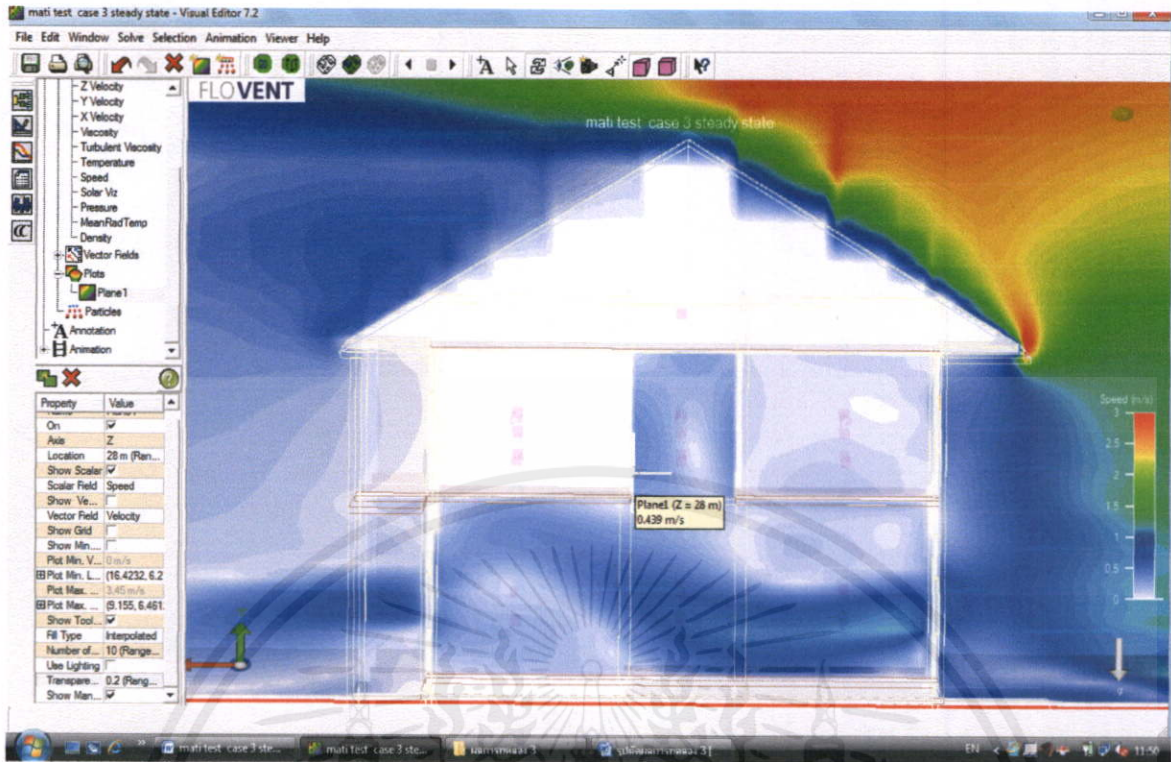 mati test case 3 steady state - Visual Editor 7.2
File Edit Window Solve Selection Animation Viewer Help
FLOVENT
mati test case 3 steady state
Z Velocity
Y Velocity
X Velocity
Viscosity
Turbulent Viscosity
Temperature
Speed
Solar Viz
Pressure
MeanRadTemp
Density
Vector Fields
Plots
Plane1
Particles
Annotation
Animation
Property Value
On
Axis Z
Location 28 m (Ran...
Show Scalar
Scalar Field Speed
Show Ve...
Vector Field Velocity
Show Grid
Show Min....
Plot Min. V... 0 m/s
Plot Min. L... (16.4232, 6.2
Plot Max. ... 3.45 m/s
Plot Max. ... (9.155, 6.461,
Show Tool...
Fill Type Interpolated
Number of... 10 (Range...
Use Lighting
Transpare... 0.2 (Rang...
Show Man...
Plane1 (Z = 28 m)
0.439 m/s
Speed (m/s)
3
2.5
2
1.5
1
0.5
0
g
mati test case 3 ste...
mati test case 3 ste...
EN
11:50